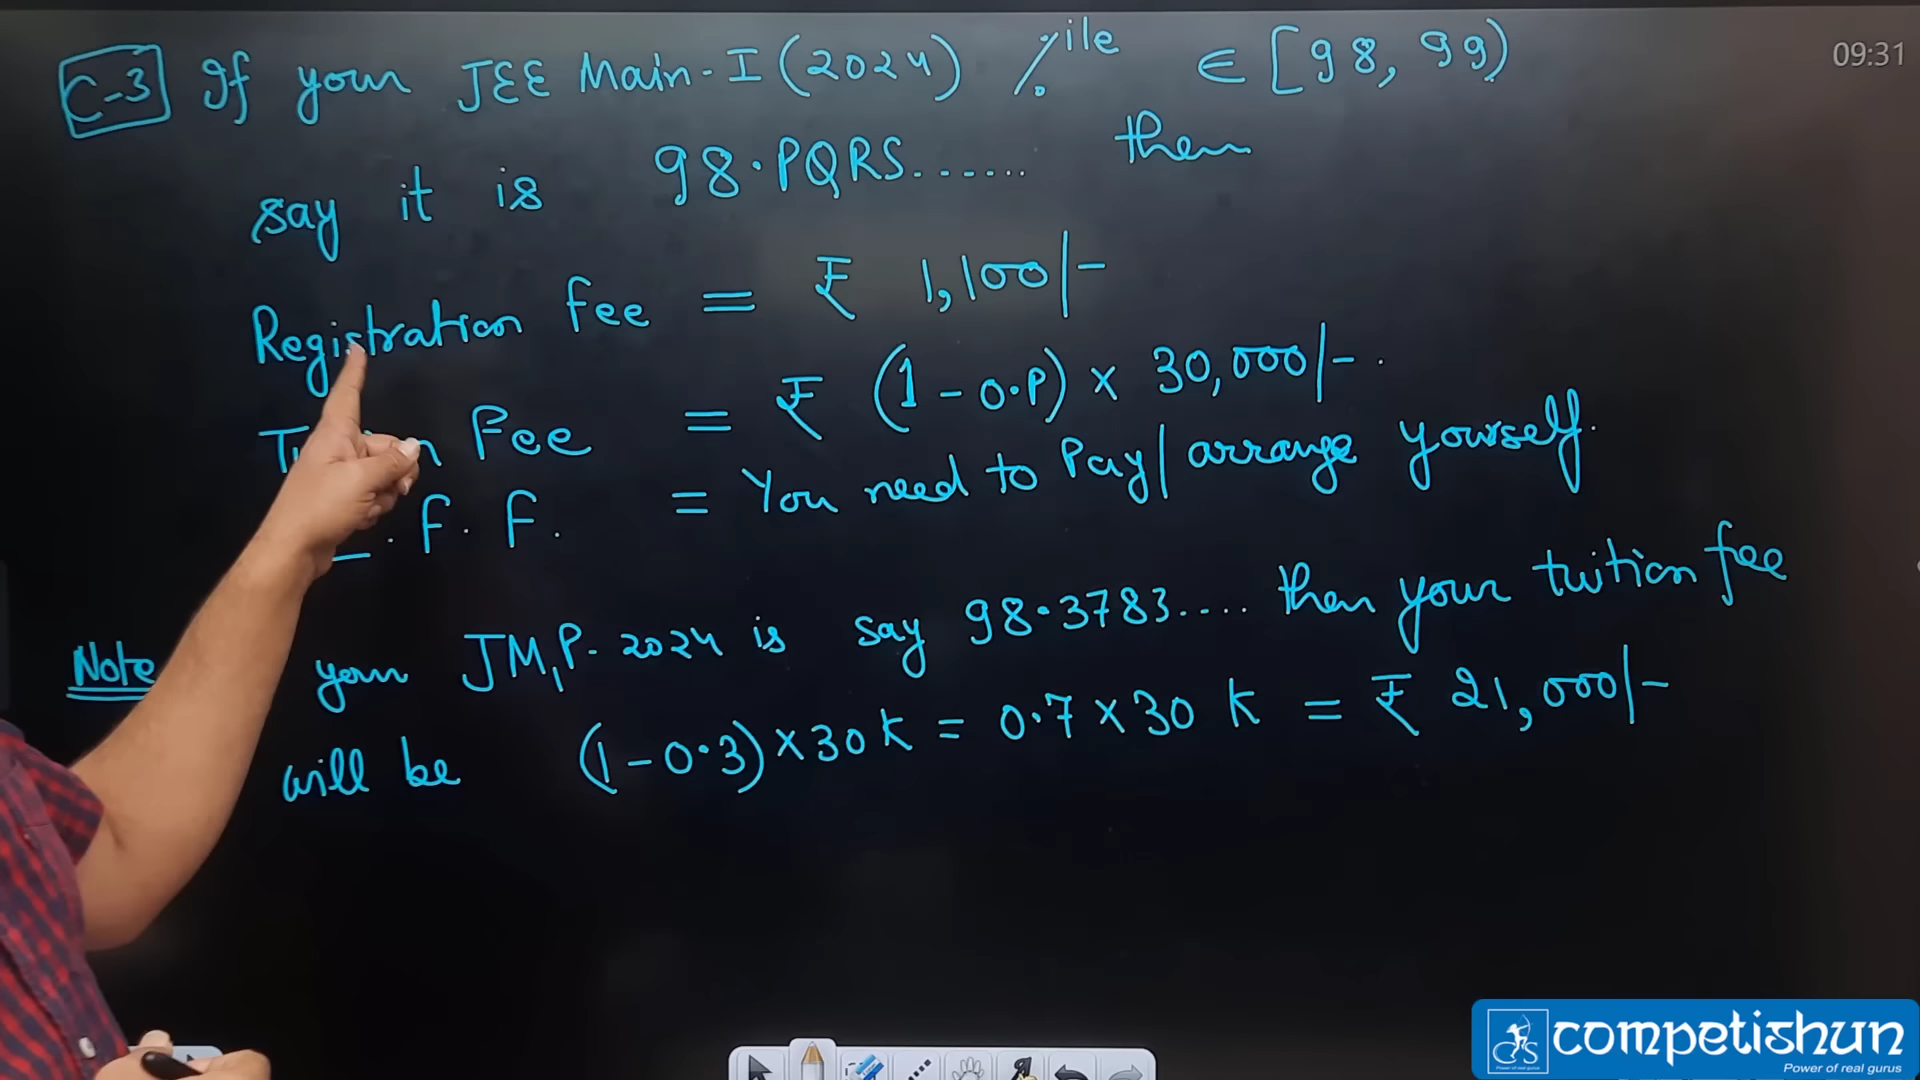 C-3 If your JEE Main-I (2024) %ile ∈ [98, 99)
say it is 98.PQRS...... then
Registration fee = ₹ 1,100/-
Fee = ₹ (1-0.P) × 30,000/-.
F. F. = You need to Pay/arrange yourself.
Note your JM,P-2024 is say 98.3783.... then your tuition fee
will be (1-0.3)×30K = 0.7×30 K = ₹ 21,000/-
09:31
competishun
Power of real gurus